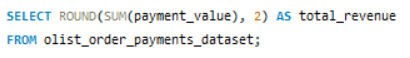 SELECT ROUND(SUM(payment_value), 2) AS total_revenue
FROM olist_order_payments_dataset;